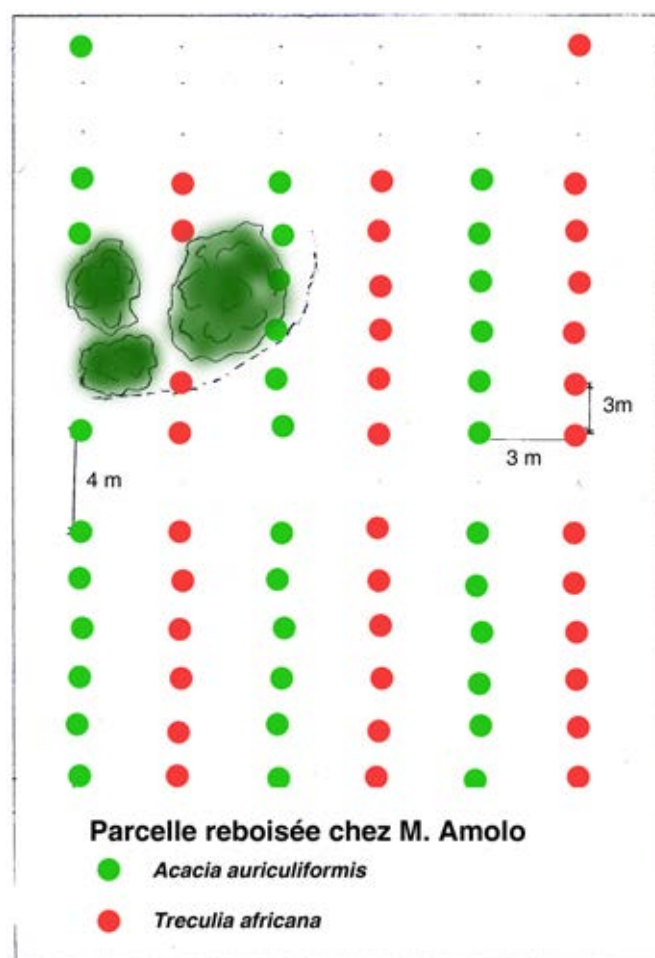 3m
3 m
4 m
Parcelle reboisée chez M. Amolo
Acacia auriculiformis
Treculia africana